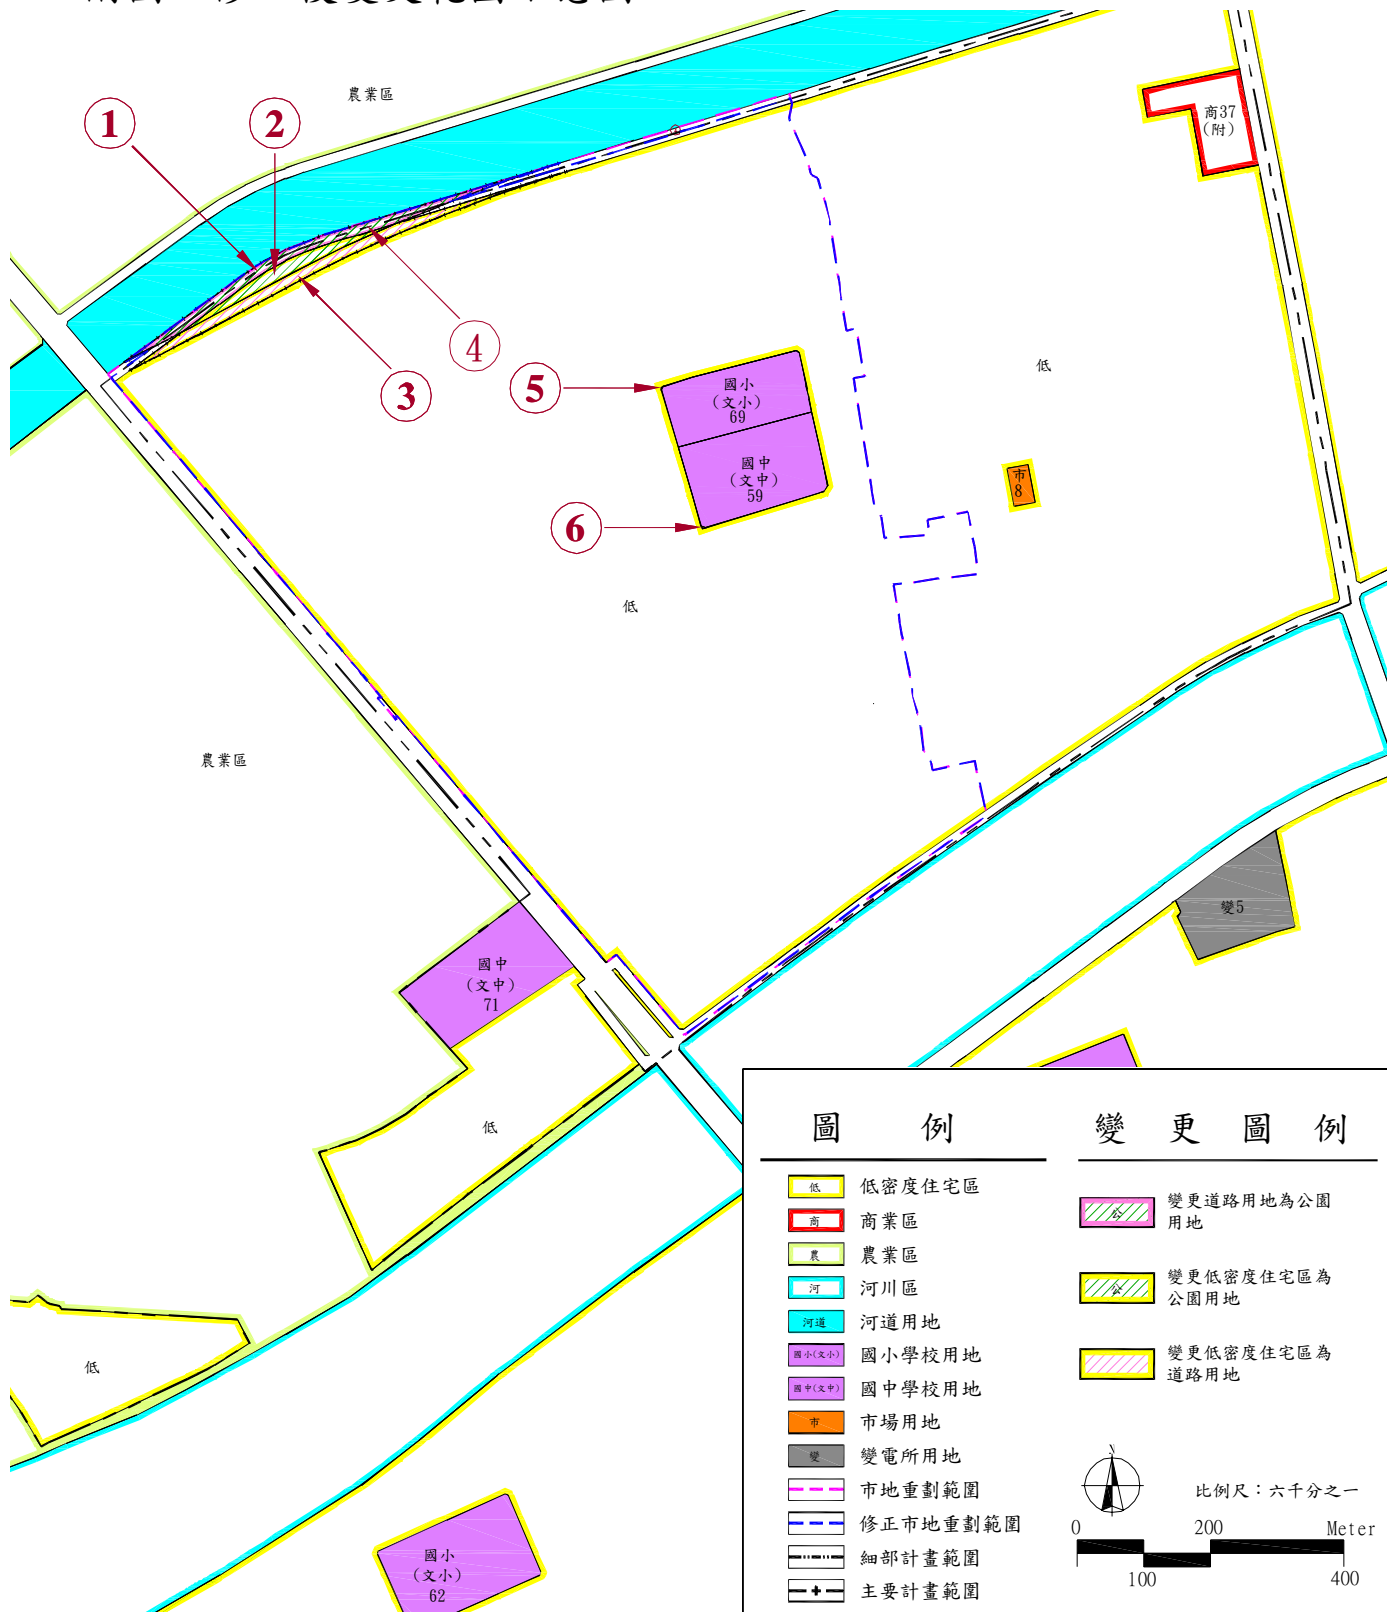 農業區
1
2
商37
(附)
4
3
5
國小
(文小)
69
國中
(文中)
59
6
低
市
8
低
農業區
變5
國中
(文中)
71
低
低
國小
(文小)
62
圖 例
低 低密度住宅區
商 商業區
農 農業區
河 河川區
河道 河道用地
國小(文小) 國小學校用地
國中(文中) 國中學校用地
市 市場用地
變 變電所用地
市地重劃範圍
修正市地重劃範圍
細部計畫範圍
主要計畫範圍
變 更 圖 例
公 變更道路用地為公園
用地
公 變更低密度住宅區為
公園用地
變更低密度住宅區為
道路用地
N
比例尺：六千分之一
0 200 Meter
100 400